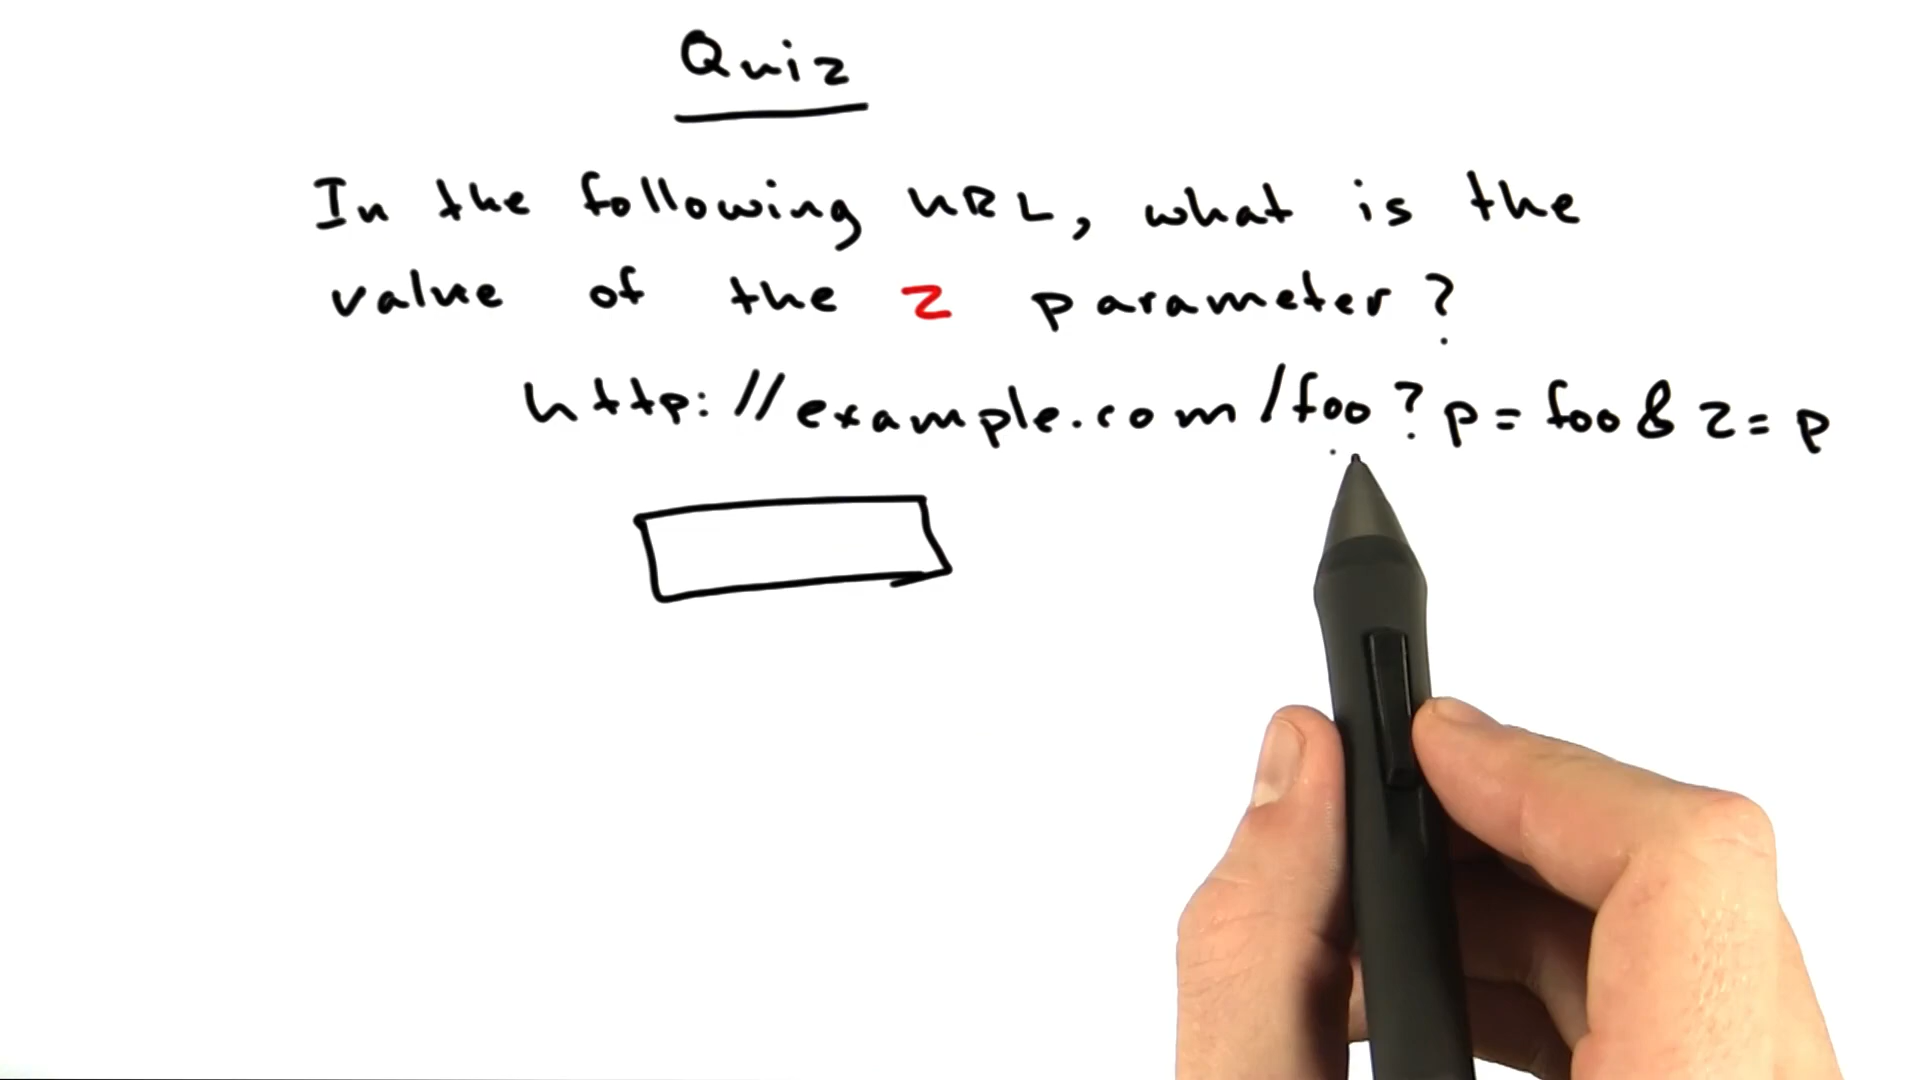 Quiz
In the following URL, what is the
value of the z parameter?
http://example.com/foo?p=foo&z=p